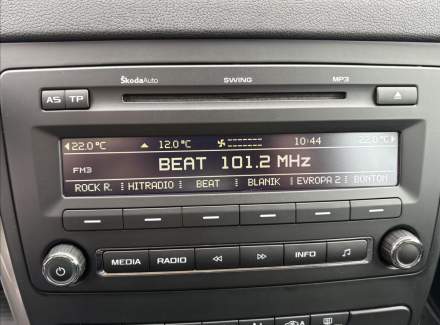 ŠkodaAuto SWING MP3
AS TP
22.0 °C 12.0 °C 10:44 22.0 °C
FM3 BEAT 101.2 MHz
ROCK R. HITRADIO BEAT BLANIK EVROPA 2 BONTON
MEDIA RADIO INFO